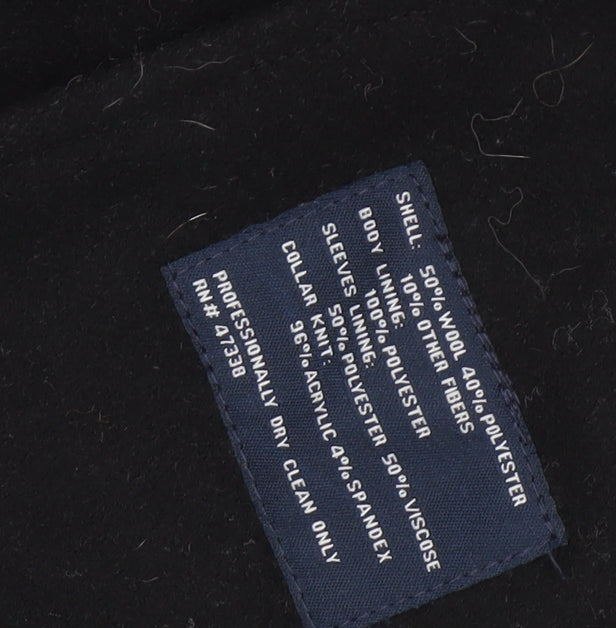 SHELL: 50% WOOL 40% POLYESTER
10% OTHER FIBERS
BODY LINING:
100% POLYESTER
SLEEVES LINING:
50% POLYESTER 50% VISCOSE
COLLAR KNIT:
96% ACRYLIC 4% SPANDEX
PROFESSIONALLY DRY CLEAN ONLY
RN# 47338